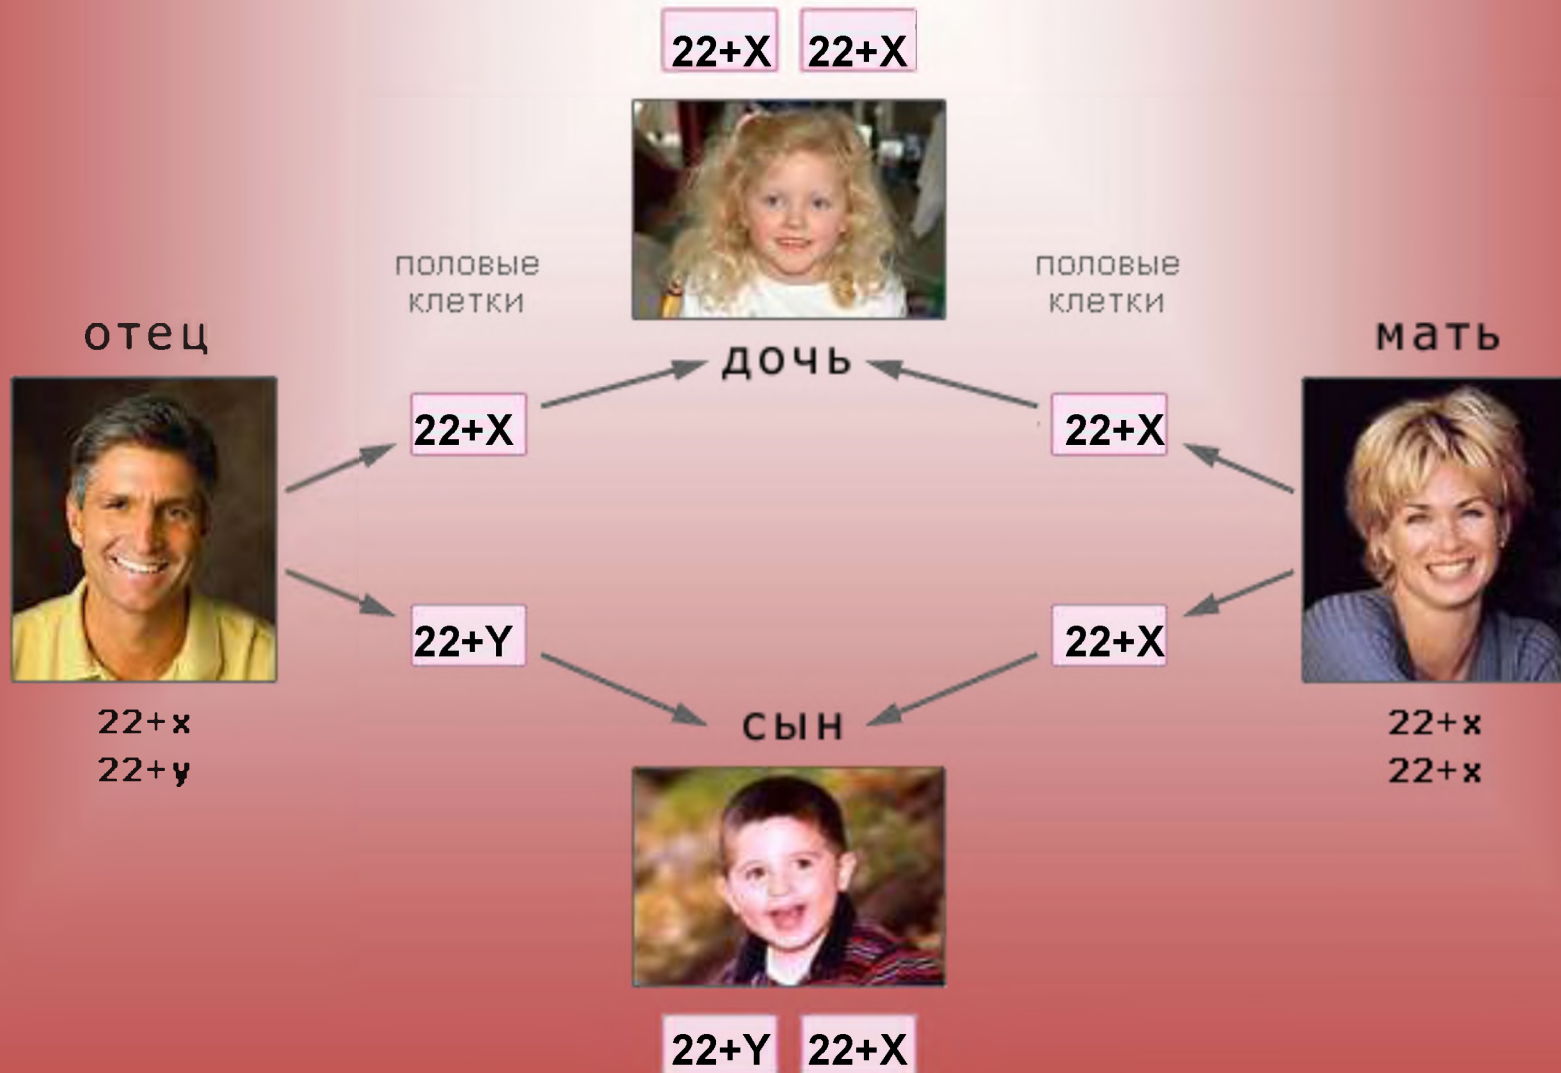 22+X 22+X
половые
клетки
половые
клетки
отец
дочь
мать
22+X
22+X
22+Y
22+X
22+x
22+y
сын
22+x
22+x
22+Y 22+X